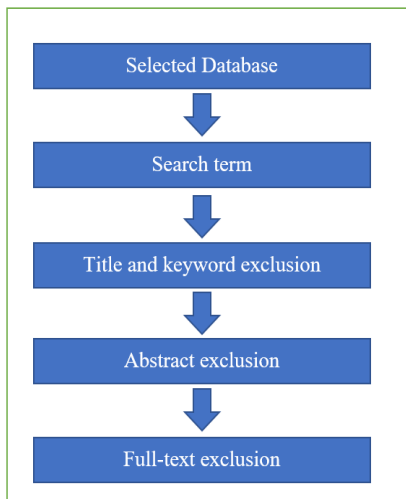 Selected Database
Search term
Title and keyword exclusion
Abstract exclusion
Full-text exclusion